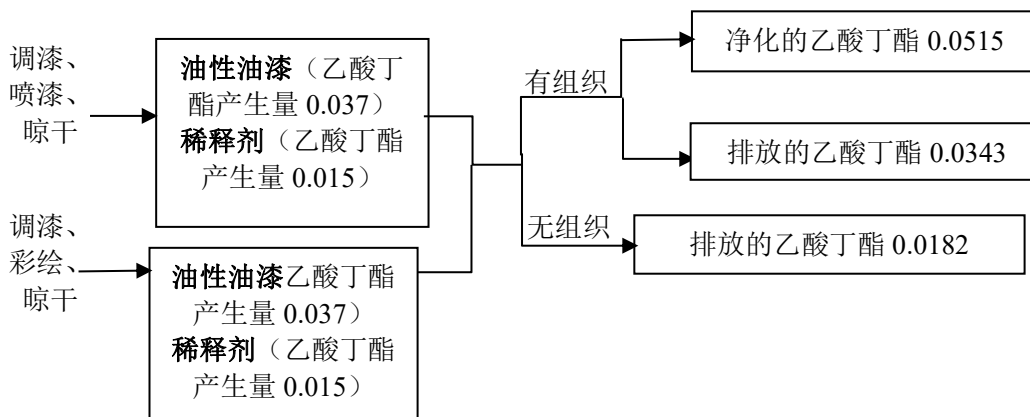 调漆、
喷漆、
晾干
油性油漆（乙酸丁
酯产生量 0.037）
稀释剂（乙酸丁酯
产生量 0.015）
调漆、
彩绘、
晾干
油性油漆乙酸丁酯
产生量 0.037）
稀释剂（乙酸丁酯
产生量 0.015）
有组织
无组织
净化的乙酸丁酯 0.0515
排放的乙酸丁酯 0.0343
排放的乙酸丁酯 0.0182